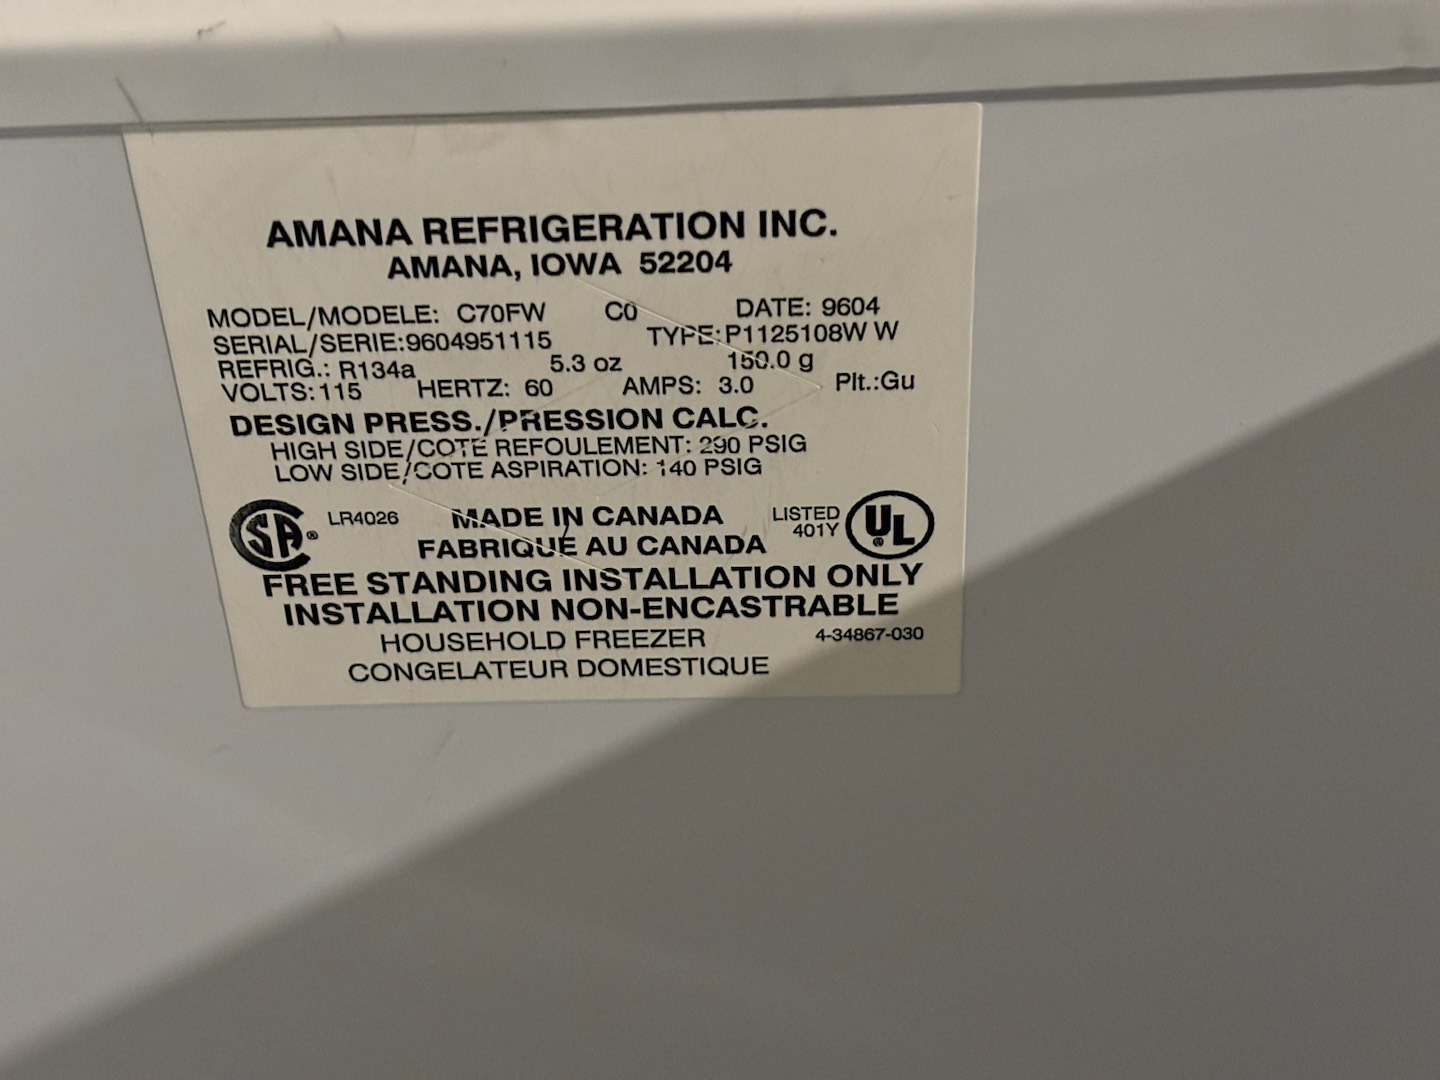 AMANA REFRIGERATION INC.
AMANA, IOWA 52204
MODEL/MODELE: C70FW C0 DATE: 9604
SERIAL/SERIE:9604951115 TYPE:P1125108W W
REFRIG.: R134a 5.3 oz 150.0 g
VOLTS:115 HERTZ: 60 AMPS: 3.0 Plt.:Gu
DESIGN PRESS./PRESSION CALC.
HIGH SIDE/COTE REFOULEMENT: 290 PSIG
LOW SIDE/COTE ASPIRATION: 140 PSIG
SA ® LR4026 MADE IN CANADA LISTED 401Y UL ®
FABRIQUE AU CANADA
FREE STANDING INSTALLATION ONLY
INSTALLATION NON-ENCASTRABLE
HOUSEHOLD FREEZER 4-34867-030
CONGELATEUR DOMESTIQUE